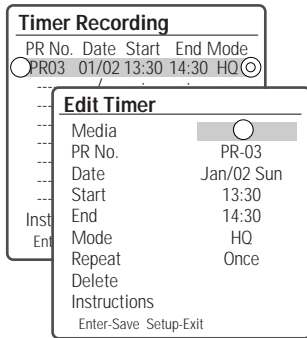 Timer Recording
PR No. Date Start End Mode
PR03 01/02 13:30 14:30 HQ
---- --/--
---
---
---
---
---
Inst
Ent
Edit Timer
Media
PR No. PR-03
Date Jan/02 Sun
Start 13:30
End 14:30
Mode HQ
Repeat Once
Delete
Instructions
Enter-Save Setup-Exit